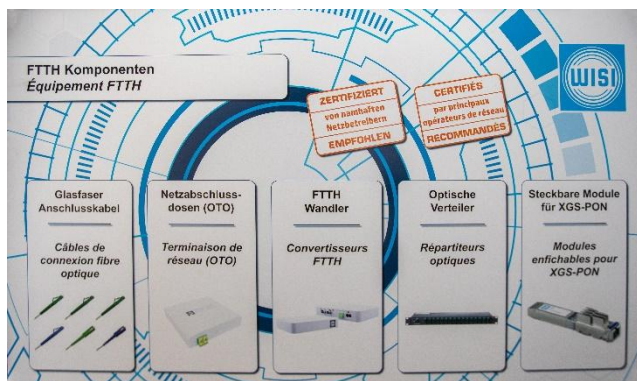 FTTH Komponenten
Équipement FTTH
ZERTIFIZIERT
von namhaften
Netzbetreibern
EMPFOHLEN
CERTIFIÉS
par principaux
opérateurs de réseau
RECOMMANDÉS
WISI
Glasfaser
Anschlusskabel
Câbles de
connexion fibre
optique
Netzabschluss-
dosen (OTO)
Terminaison de
réseau (OTO)
FTTH
Wandler
Convertisseurs
FTTH
Optische
Verteiler
Répartiteurs
optiques
Steckbare Module
für XGS-PON
Modules
enfichables pour
XGS-PON